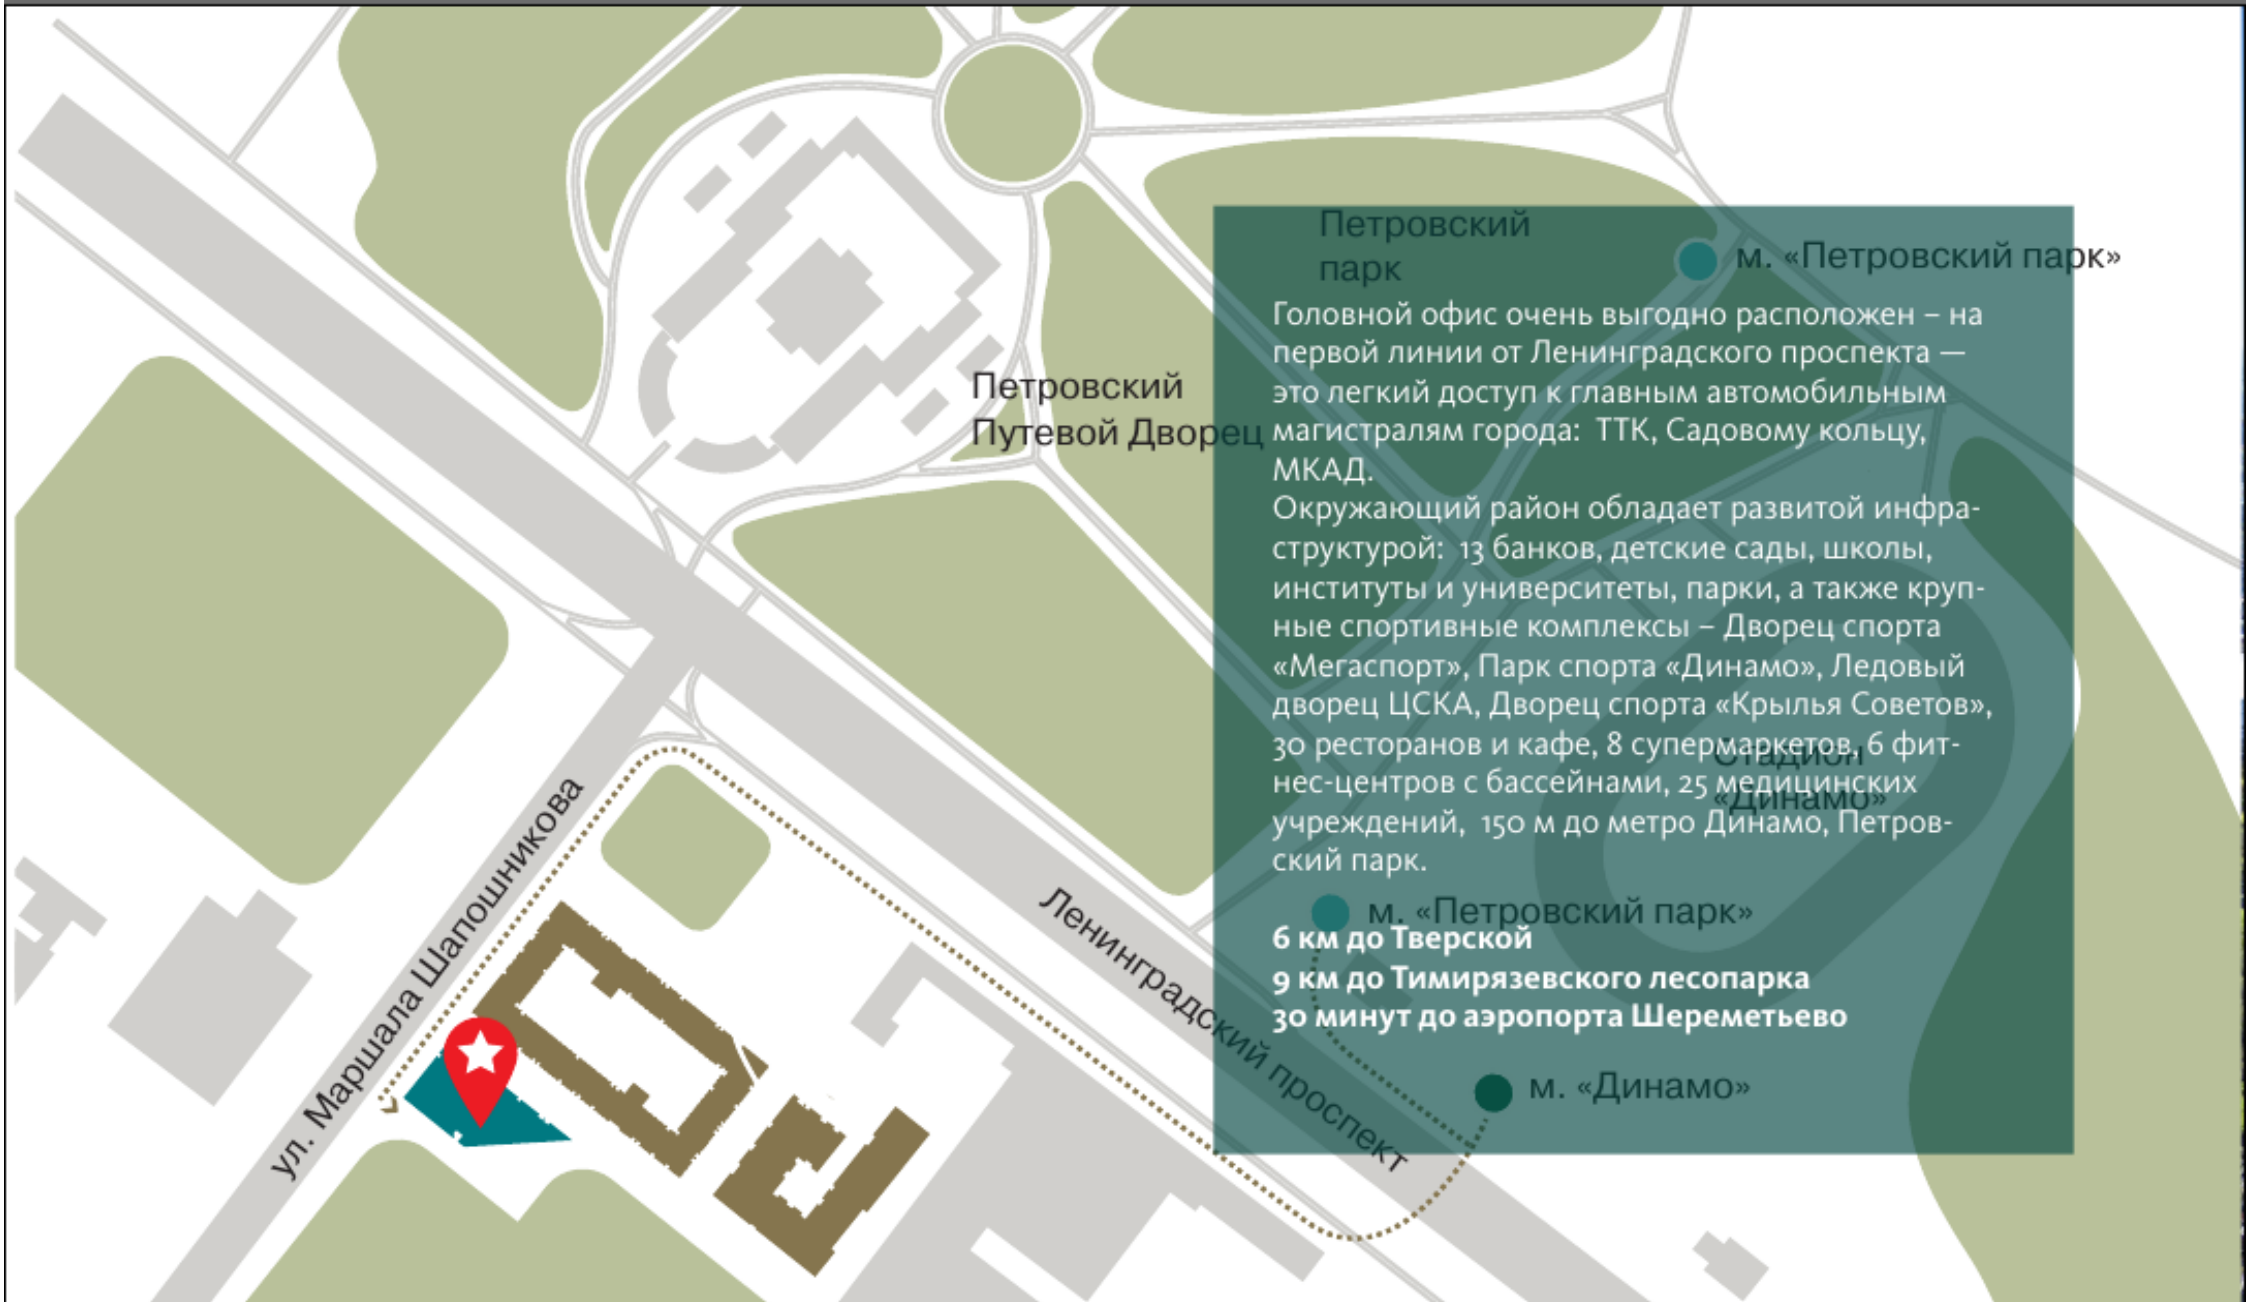 Петровский
парк
м. «Петровский парк»
Головной офис очень выгодно расположен – на
первой линии от Ленинградского проспекта —
это легкий доступ к главным автомобильным
магистралям города: ТТК, Садовому кольцу,
МКАД.
Окружающий район обладает развитой инфра-
структурой: 13 банков, детские сады, школы,
институты и университеты, парки, а также круп-
ные спортивные комплексы – Дворец спорта
«Мегаспорт», Парк спорта «Динамо», Ледовый
дворец ЦСКА, Дворец спорта «Крылья Советов»,
30 ресторанов и кафе, 8 супермаркетов, 6 фит-
нес-центров с бассейнами, 25 медицинских
учреждений, 150 м до метро Динамо, Петров-
ский парк.
6 км до Тверской
9 км до Тимирязевского лесопарка
30 минут до аэропорта Шереметьево
Петровский
Путевой Дворец
Стадион
«Динамо»
м. «Петровский парк»
м. «Динамо»
Ленинградский проспект
ул. Маршала Шапошникова